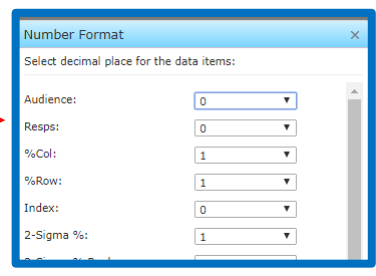 Number Format ×
Select decimal place for the data items:
Audience: 0
Resps: 0
%Col: 1
%Row: 1
Index: 0
2-Sigma %: 1